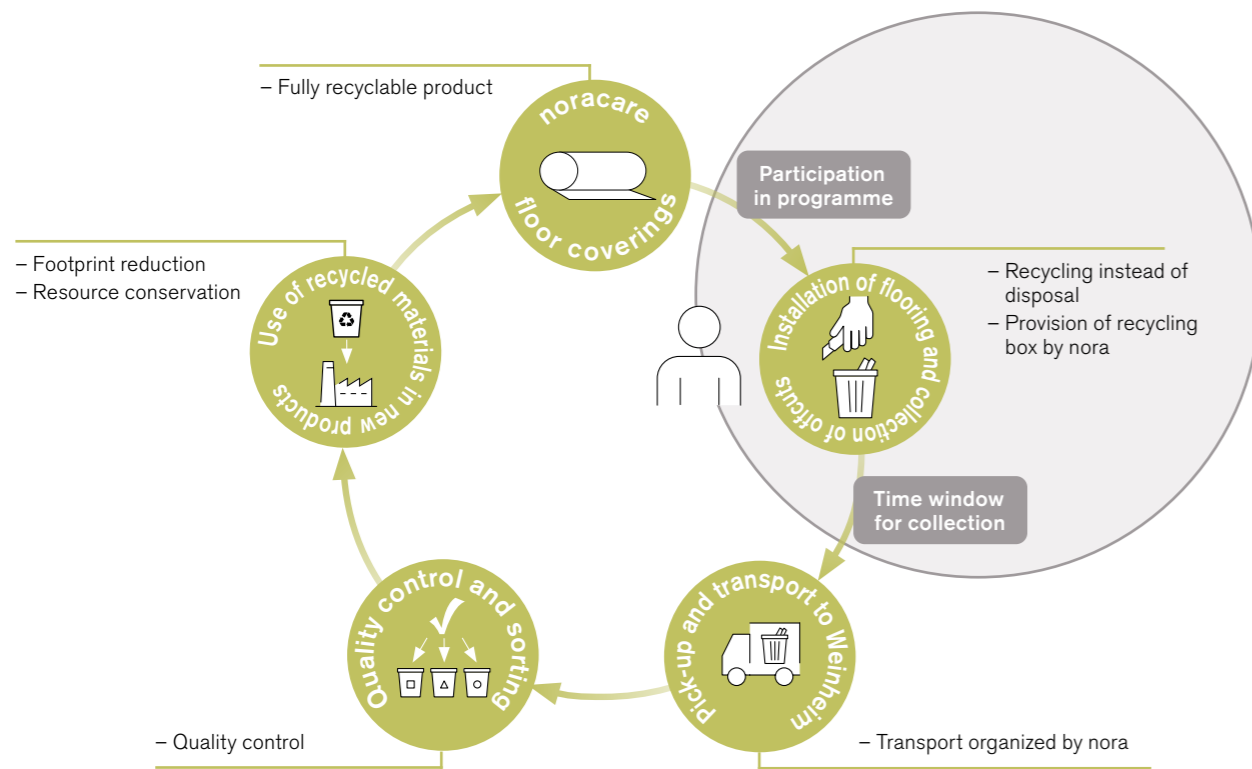 – Fully recyclable product
noracare
floor coverings
Participation
in programme
– Footprint reduction
– Resource conservation
Use of recycled materials in new products
Installation of flooring and collection of offcuts
– Recycling instead of
disposal
– Provision of recycling
box by nora
Time window
for collection
Quality control and sorting
Pick-up and transport to Weinheim
– Quality control
– Transport organized by nora